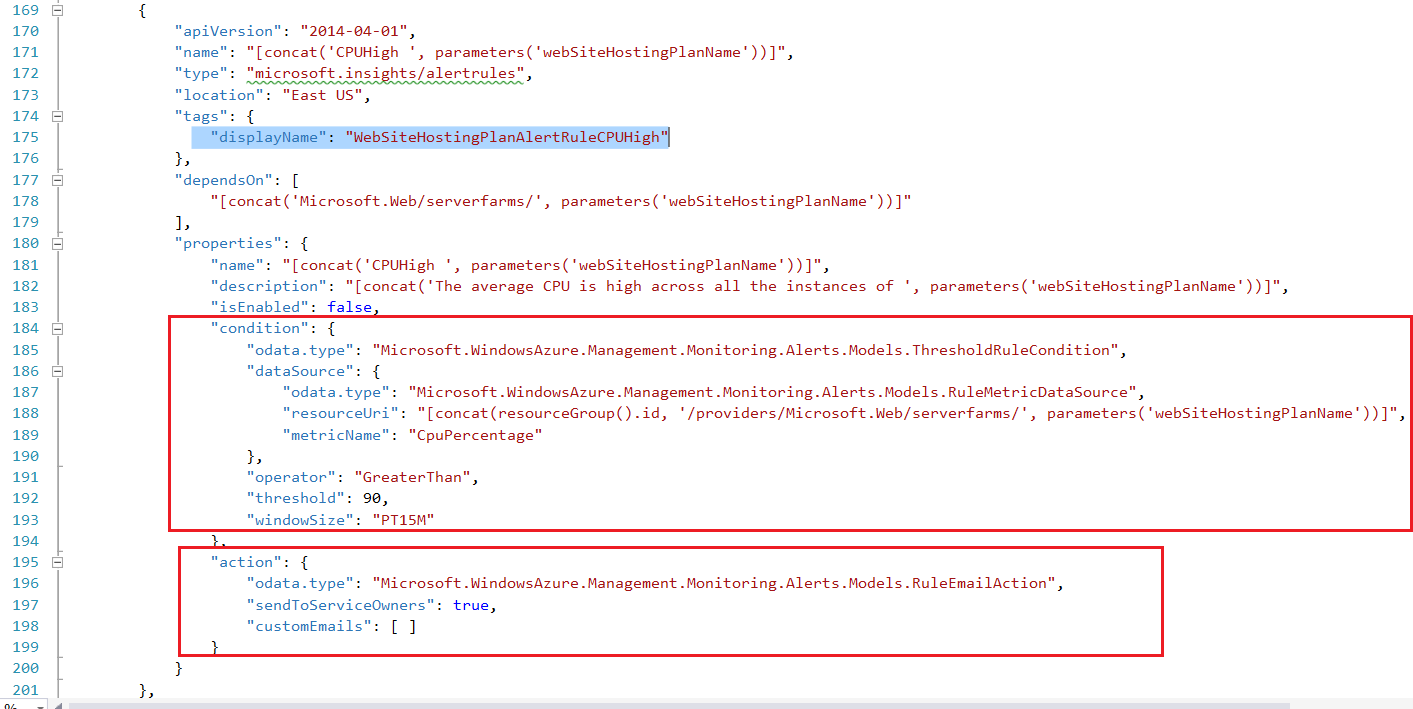 169 {
170 "apiVersion": "2014-04-01",
171 "name": "[concat('CPUHigh ', parameters('webSiteHostingPlanName'))]",
172 "type": "microsoft.insights/alertrules",
173 "location": "East US",
174 "tags": {
175 "displayName": "WebSiteHostingPlanAlertRuleCPUHigh"
176 },
177 "dependsOn": [
178 "[concat('Microsoft.Web/serverfarms/', parameters('webSiteHostingPlanName'))]"
179 ],
180 "properties": {
181 "name": "[concat('CPUHigh ', parameters('webSiteHostingPlanName'))]",
182 "description": "[concat('The average CPU is high across all the instances of ', parameters('webSiteHostingPlanName'))]",
183 "isEnabled": false,
184 "condition": {
185 "odata.type": "Microsoft.WindowsAzure.Management.Monitoring.Alerts.Models.ThresholdRuleCondition",
186 "dataSource": {
187 "odata.type": "Microsoft.WindowsAzure.Management.Monitoring.Alerts.Models.RuleMetricDataSource",
188 "resourceUri": "[concat(resourceGroup().id, '/providers/Microsoft.Web/serverfarms/', parameters('webSiteHostingPlanName'))]",
189 "metricName": "CpuPercentage"
190 },
191 "operator": "GreaterThan",
192 "threshold": 90,
193 "windowSize": "PT15M"
194 },
195 "action": {
196 "odata.type": "Microsoft.WindowsAzure.Management.Monitoring.Alerts.Models.RuleEmailAction",
197 "sendToServiceOwners": true,
198 "customEmails": [ ]
199 }
200 }
201 },
%